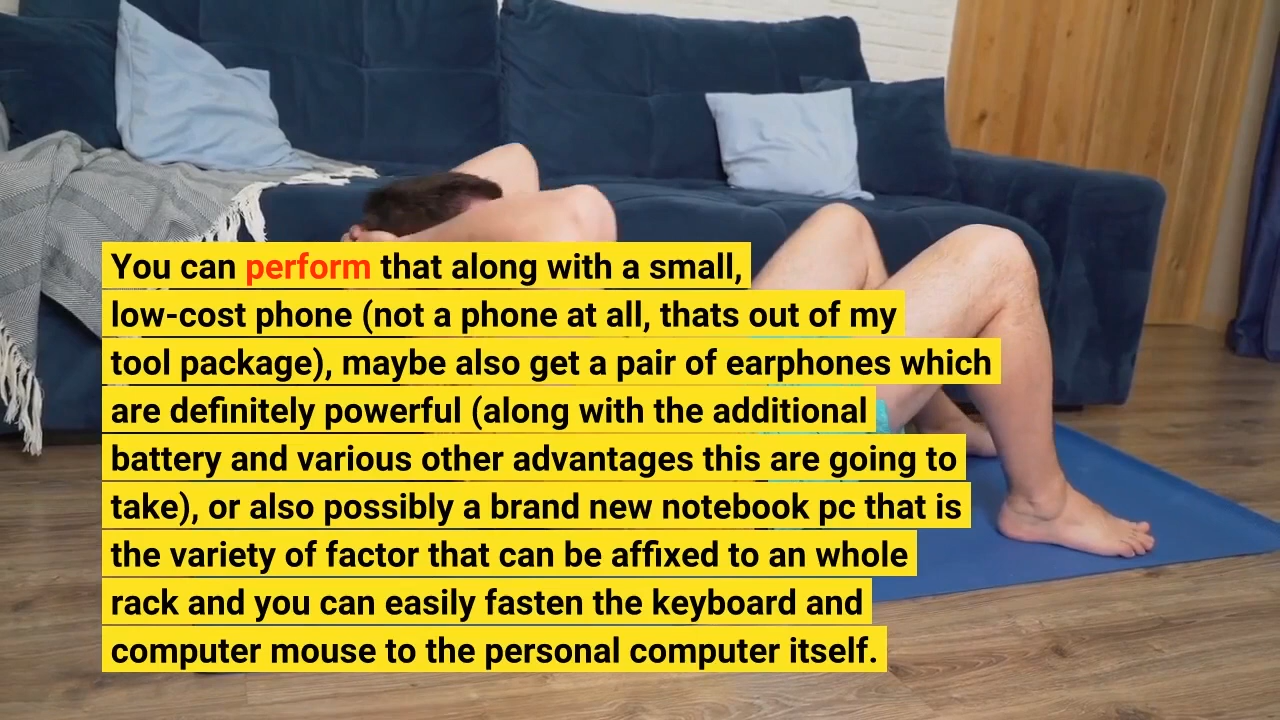 You can perform that along with a small,
low-cost phone (not a phone at all, thats out of my
tool package), maybe also get a pair of earphones which
are definitely powerful (along with the additional
battery and various other advantages this are going to
take), or also possibly a brand new notebook pc that is
the variety of factor that can be affixed to an whole
rack and you can easily fasten the keyboard and
computer mouse to the personal computer itself.